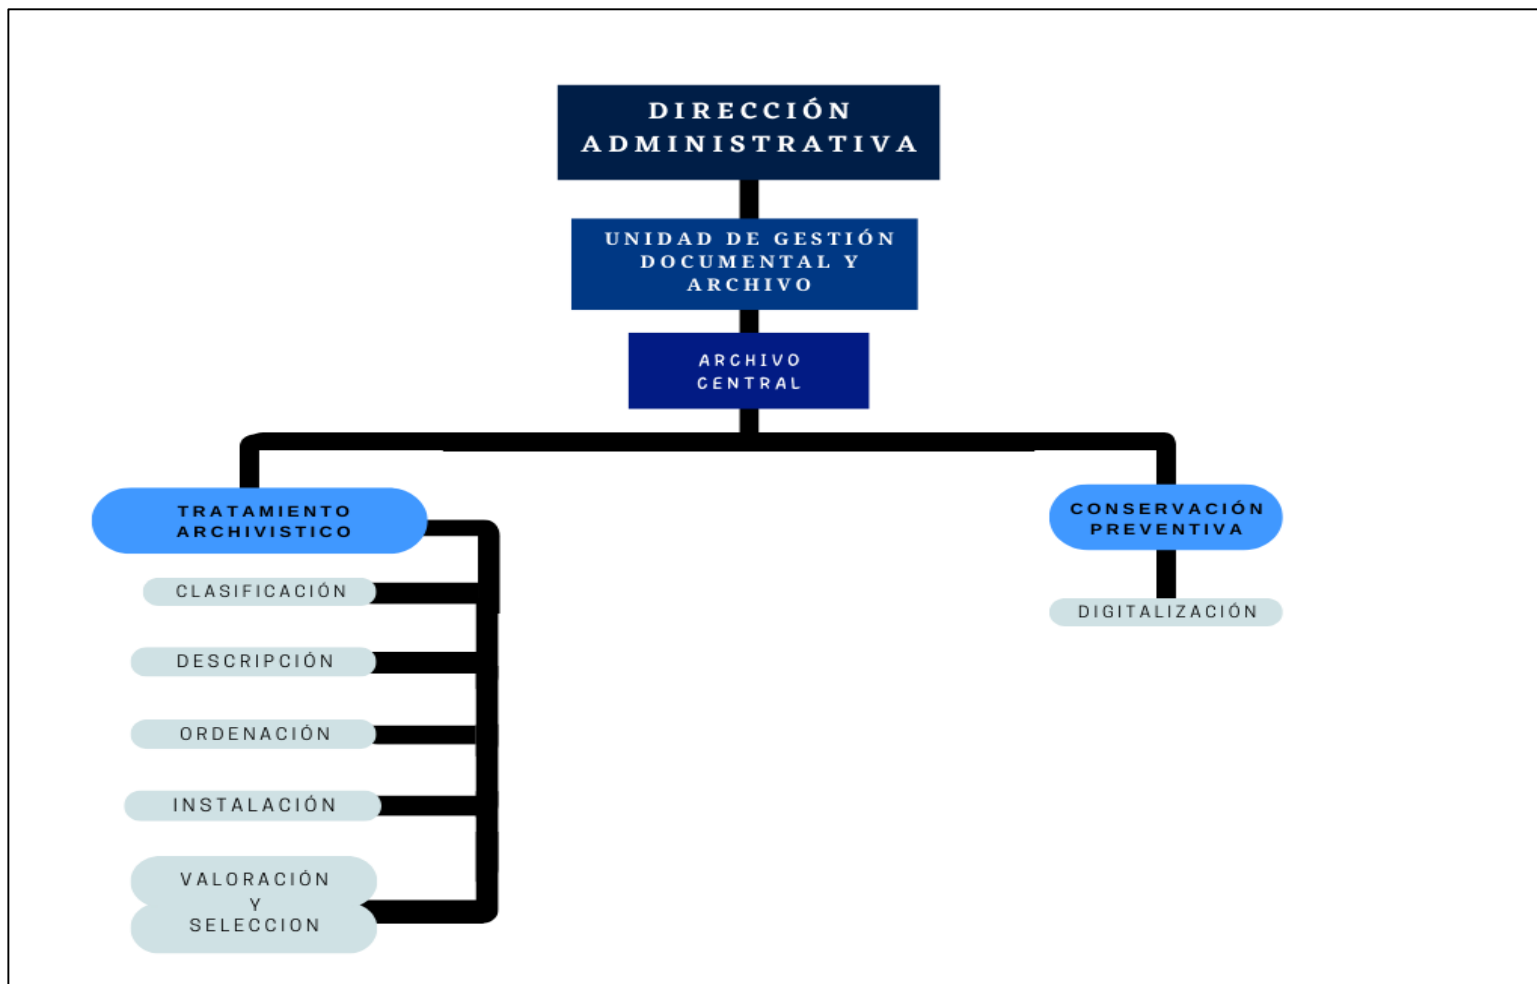 DIRECCIÓN
ADMINISTRATIVA
UNIDAD DE GESTIÓN
DOCUMENTAL Y
ARCHIVO
ARCHIVO
CENTRAL
TRATAMIENTO
ARCHIVISTICO
CLASIFICACIÓN
DESCRIPCIÓN
ORDENACIÓN
INSTALACIÓN
VALORACIÓN
Y
SELECCION
CONSERVACIÓN
PREVENTIVA
DIGITALIZACIÓN